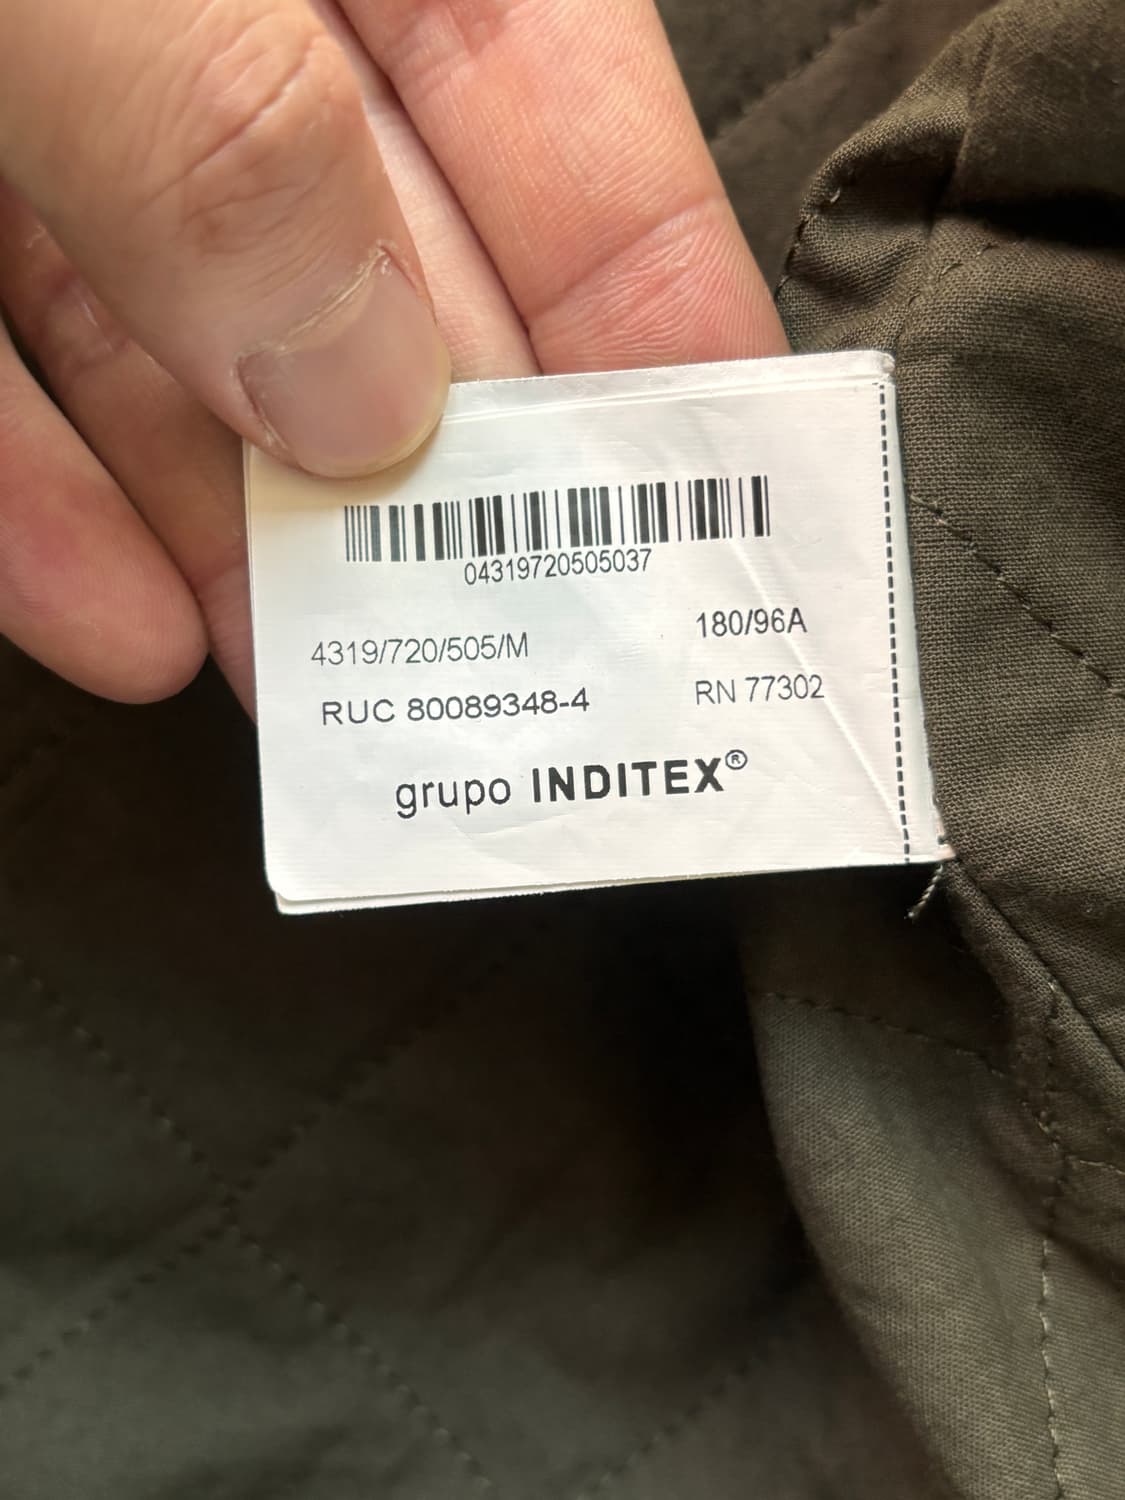 04319720505037
4319/720/505/M 180/96A
RUC 80089348-4 RN 77302
grupo INDITEX®